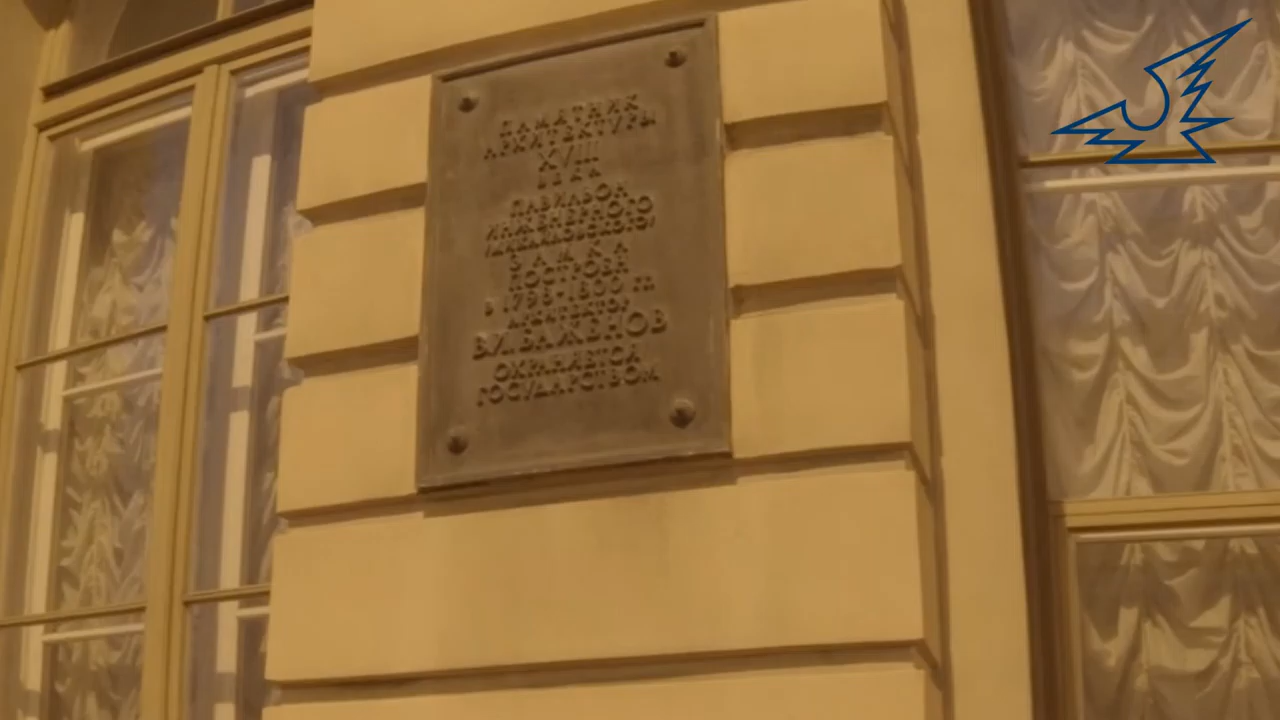 ПАМЯТНИК
АРХИТЕКТУРЫ
XVIII
ВЕКА
ПАВИЛЬОН
ИНЖЕНЕРНОГО
/МИХАЙЛОВСКОГО/
ЗАМКА
ПОСТРОЕН
в 1798-1800 гг.
АРХИТЕКТОР
В.И. БАЖЕНОВ
ОХРАНЯЕТСЯ
ГОСУДАРСТВОМ